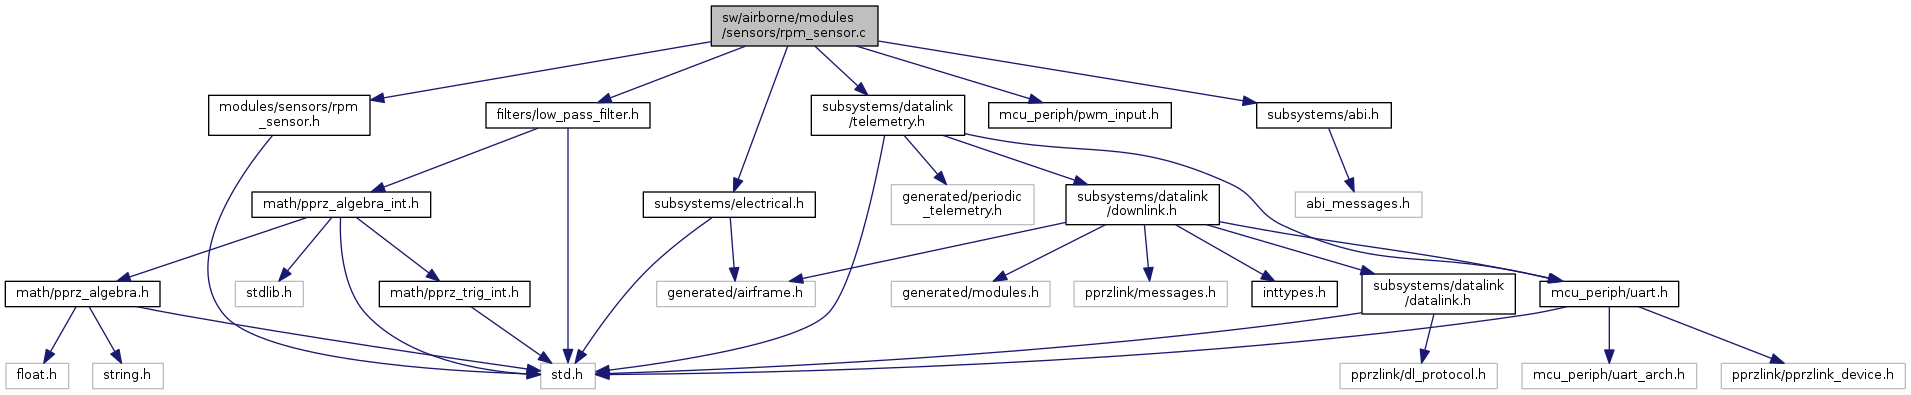 sw/airborne/modules
/sensors/rpm_sensor.c
modules/sensors/rpm
_sensor.h
filters/low_pass_filter.h
subsystems/datalink
/telemetry.h
mcu_periph/pwm_input.h
subsystems/abi.h
math/pprz_algebra_int.h
subsystems/electrical.h
generated/periodic
_telemetry.h
subsystems/datalink
/downlink.h
abi_messages.h
math/pprz_algebra.h
stdlib.h
math/pprz_trig_int.h
generated/airframe.h
generated/modules.h
pprzlink/messages.h
inttypes.h
subsystems/datalink
/datalink.h
mcu_periph/uart.h
float.h
string.h
std.h
pprzlink/dl_protocol.h
mcu_periph/uart_arch.h
pprzlink/pprzlink_device.h